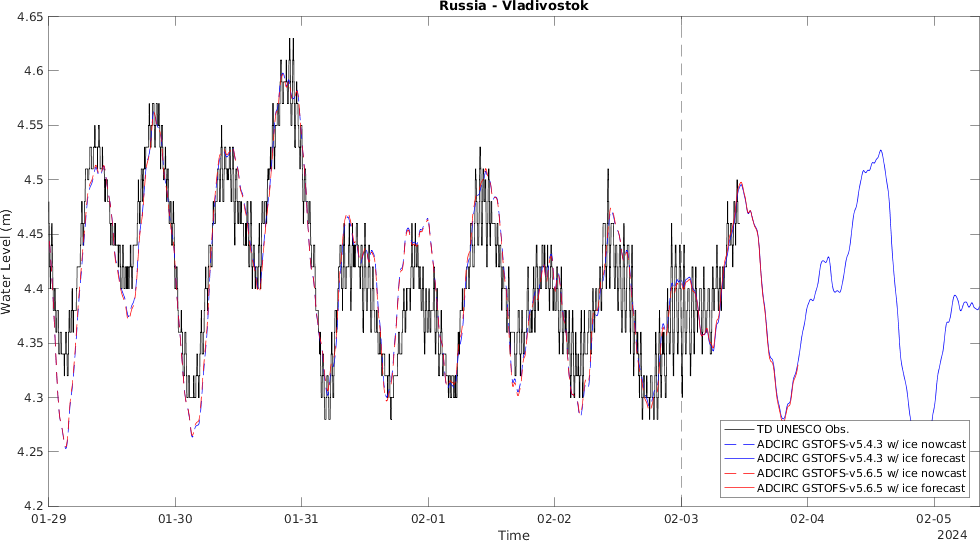 Russia - Vladivostok
4.65
4.6
4.55
4.5
4.45
4.4
4.35
4.3
4.25
4.2
Water Level (m)
TD UNESCO Obs.
ADCIRC GSTOFS-v5.4.3 w/ ice nowcast
ADCIRC GSTOFS-v5.4.3 w/ ice forecast
ADCIRC GSTOFS-v5.6.5 w/ ice nowcast
ADCIRC GSTOFS-v5.6.5 w/ ice forecast
01-29 01-30 01-31 02-01 02-02 02-03 02-04 02-05
Time
2024